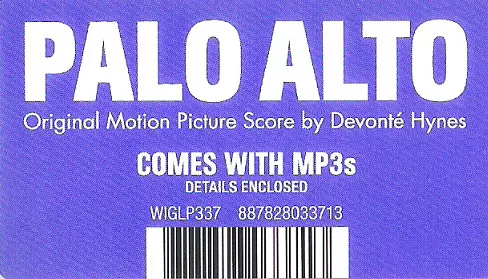 PALO ALTO
Original Motion Picture Score by Devonté Hynes
COMES WITH MP3s
DETAILS ENCLOSED
WIGLP337 887828033713